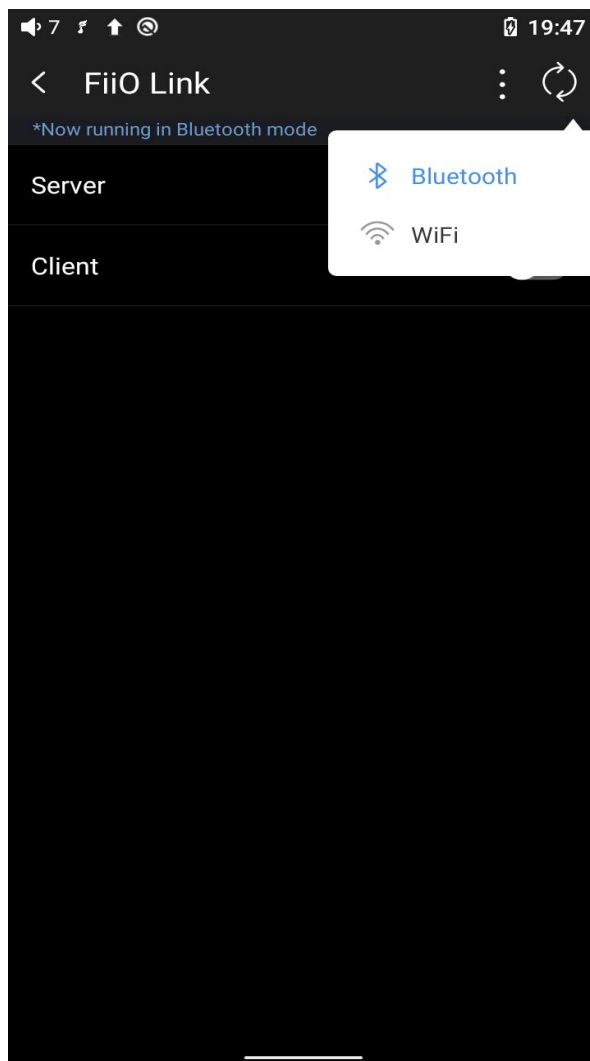 7
19:47
FiiO Link
*Now running in Bluetooth mode
Bluetooth
Server
WiFi
Client